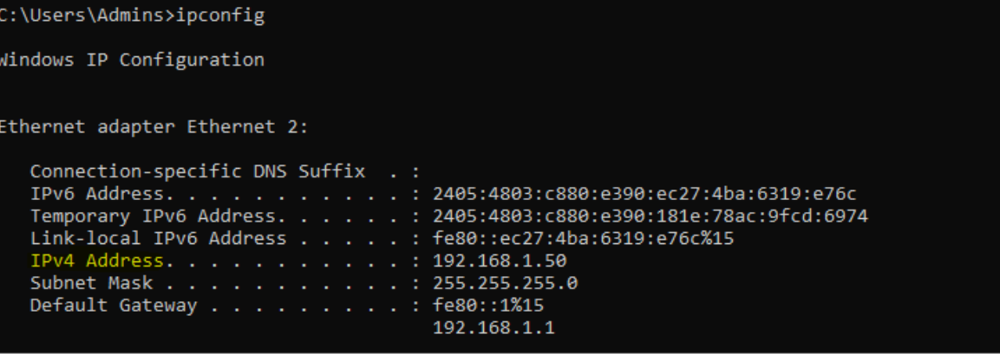 C:\Users\Admins>ipconfig
Windows IP Configuration
Ethernet adapter Ethernet 2:
Connection-specific DNS Suffix  . :
IPv6 Address. . . . . . . . . . . : 2405:4803:c880:e390:ec27:4ba:6319:e76c
Temporary IPv6 Address. . . . . . : 2405:4803:c880:e390:181e:78ac:9fcd:6974
Link-local IPv6 Address . . . . . : fe80::ec27:4ba:6319:e76c%15
IPv4 Address. . . . . . . . . . . : 192.168.1.50
Subnet Mask . . . . . . . . . . . : 255.255.255.0
Default Gateway . . . . . . . . . : fe80::1%15
192.168.1.1